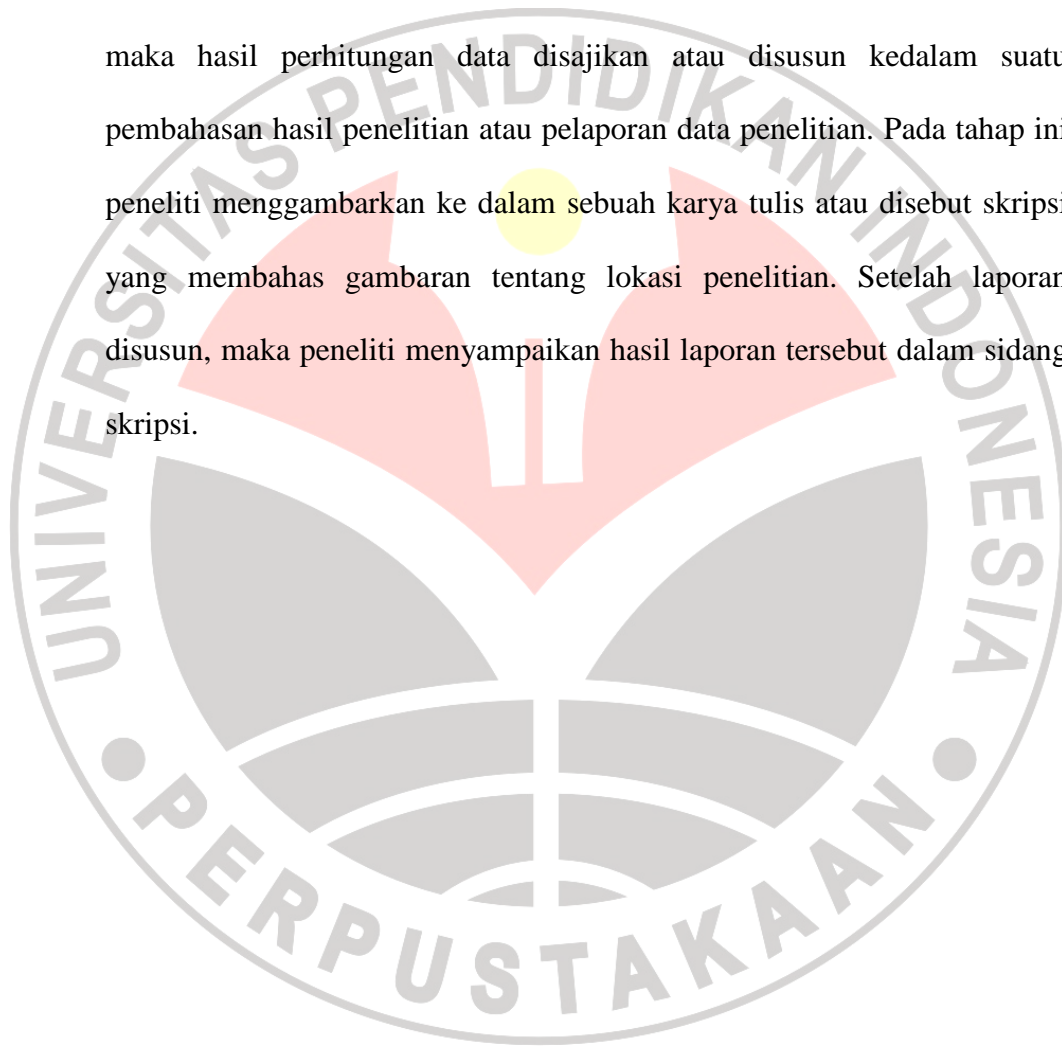 maka hasil perhitungan data disajikan atau disusun kedalam suatu
pembahasan hasil penelitian atau pelaporan data penelitian. Pada tahap ini
peneliti menggambarkan ke dalam sebuah karya tulis atau disebut skripsi
yang membahas gambaran tentang lokasi penelitian. Setelah laporan
disusun, maka peneliti menyampaikan hasil laporan tersebut dalam sidang
skripsi.
UNIVERSITAS PENDIDIKAN INDONESIA
PERPUSTAKAAN